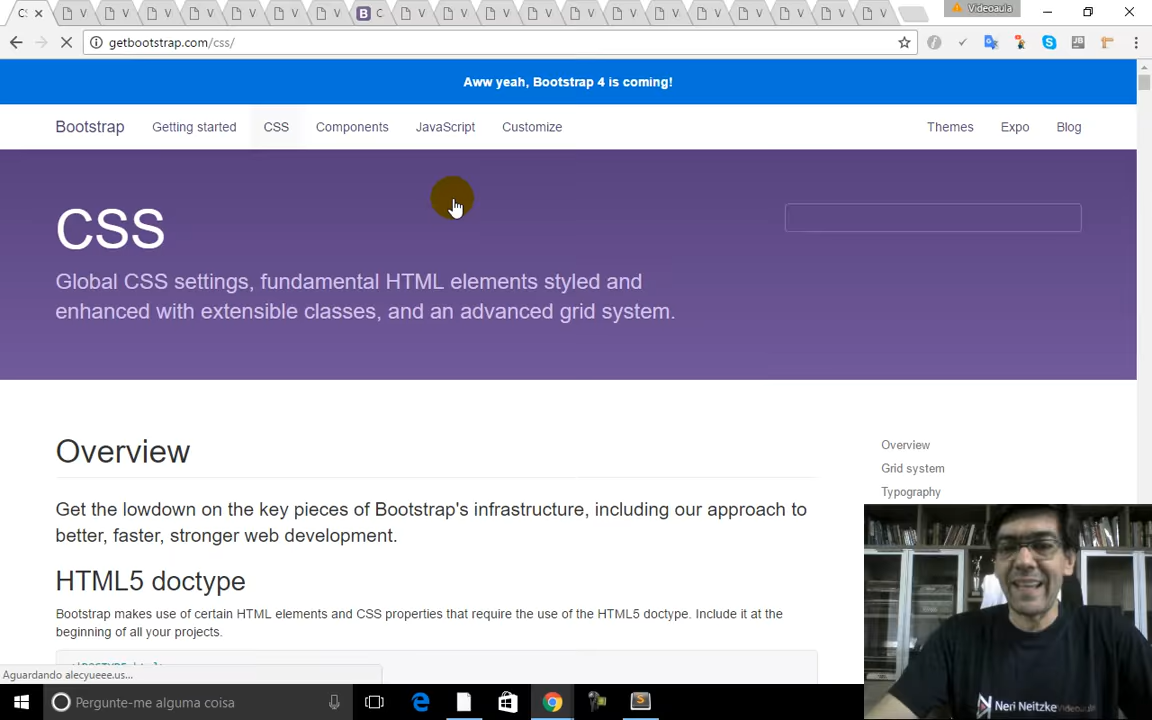 Videoaula
getbootstrap.com/css/
Aww yeah, Bootstrap 4 is coming!
Bootstrap Getting started CSS Components JavaScript Customize Themes Expo Blog
CSS
Global CSS settings, fundamental HTML elements styled and
enhanced with extensible classes, and an advanced grid system.
Overview
Get the lowdown on the key pieces of Bootstrap's infrastructure, including our approach to
better, faster, stronger web development.
HTML5 doctype
Bootstrap makes use of certain HTML elements and CSS properties that require the use of the HTML5 doctype. Include it at the
beginning of all your projects.
Overview
Grid system
Typography
Aguardando alecyueee.us...
Pergunte-me alguma coisa
Neri Neitzke Videoaula